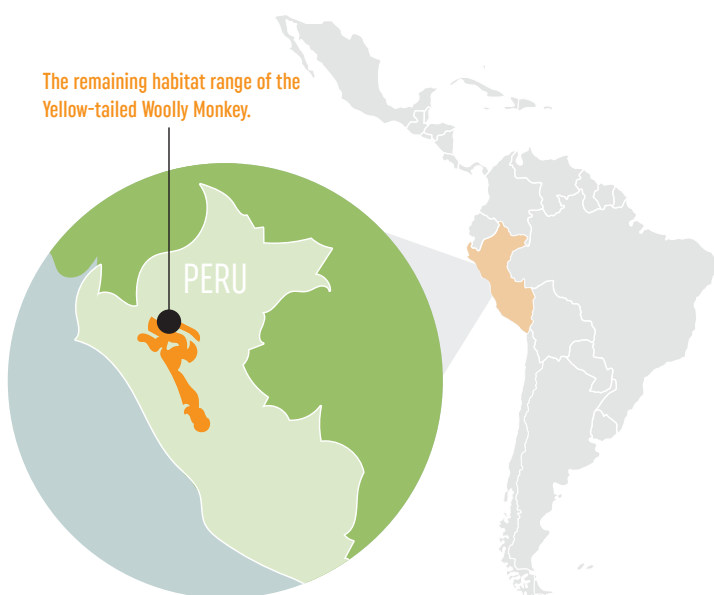 The remaining habitat range of the
Yellow-tailed Woolly Monkey.
PERU